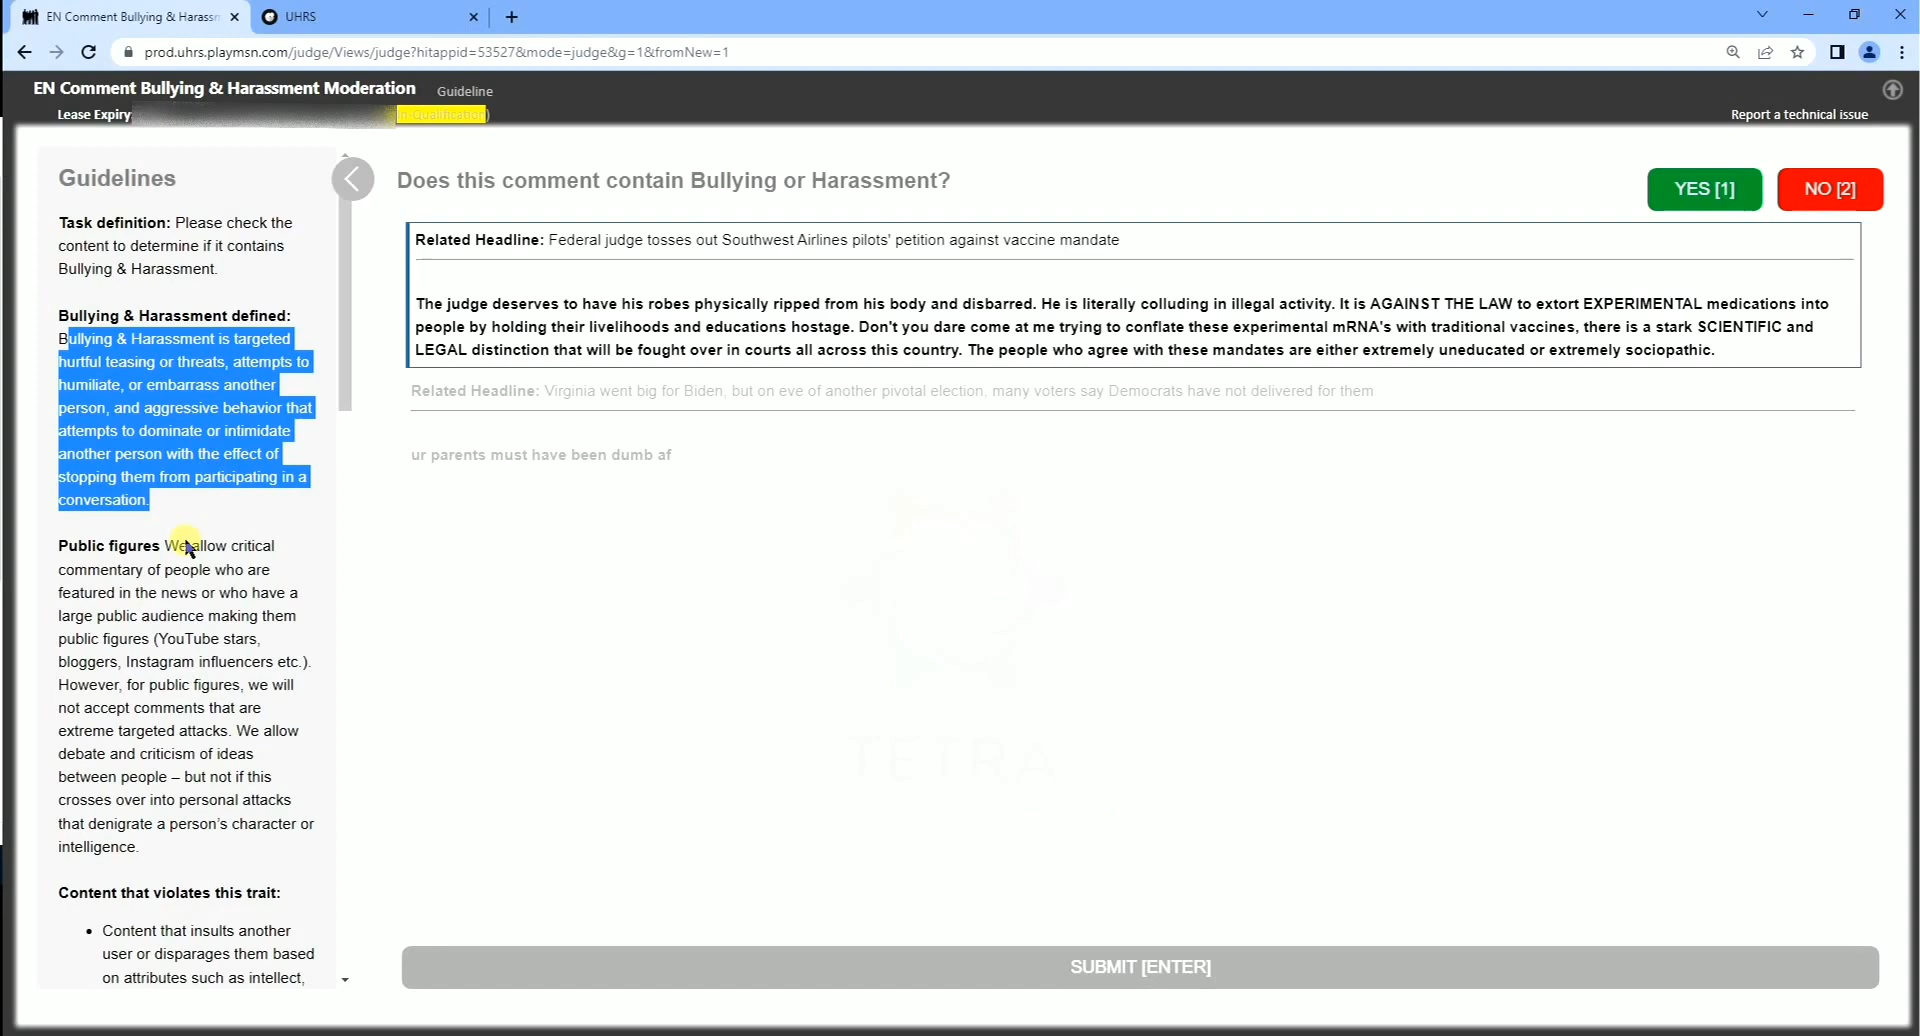 EN Comment Bullying & Harassm
UHRS
prod.uhrs.playmsn.com/judge/Views/judge?hitappid=53527&mode=judge&g=1&fromNew=1
EN Comment Bullying & Harassment Moderation Guideline
Lease Expiry
In-Qualification)
Report a technical issue
Guidelines
Task definition: Please check the
content to determine if it contains
Bullying & Harassment.
Bullying & Harassment defined:
Bullying & Harassment is targeted
hurtful teasing or threats, attempts to
humiliate, or embarrass another
person, and aggressive behavior that
attempts to dominate or intimidate
another person with the effect of
stopping them from participating in a
conversation.
Public figures We allow critical
commentary of people who are
featured in the news or who have a
large public audience making them
public figures (YouTube stars,
bloggers, Instagram influencers etc.).
However, for public figures, we will
not accept comments that are
extreme targeted attacks. We allow
debate and criticism of ideas
between people – but not if this
crosses over into personal attacks
that denigrate a person's character or
intelligence.
Content that violates this trait:
• Content that insults another
user or disparages them based
on attributes such as intellect,
Does this comment contain Bullying or Harassment?
YES [1]
NO [2]
Related Headline: Federal judge tosses out Southwest Airlines pilots' petition against vaccine mandate
The judge deserves to have his robes physically ripped from his body and disbarred. He is literally colluding in illegal activity. It is AGAINST THE LAW to extort EXPERIMENTAL medications into
people by holding their livelihoods and educations hostage. Don't you dare come at me trying to conflate these experimental mRNA's with traditional vaccines, there is a stark SCIENTIFIC and
LEGAL distinction that will be fought over in courts all across this country. The people who agree with these mandates are either extremely uneducated or extremely sociopathic.
Related Headline: Virginia went big for Biden, but on eve of another pivotal election, many voters say Democrats have not delivered for them
ur parents must have been dumb af
TETRA
SUBMIT [ENTER]